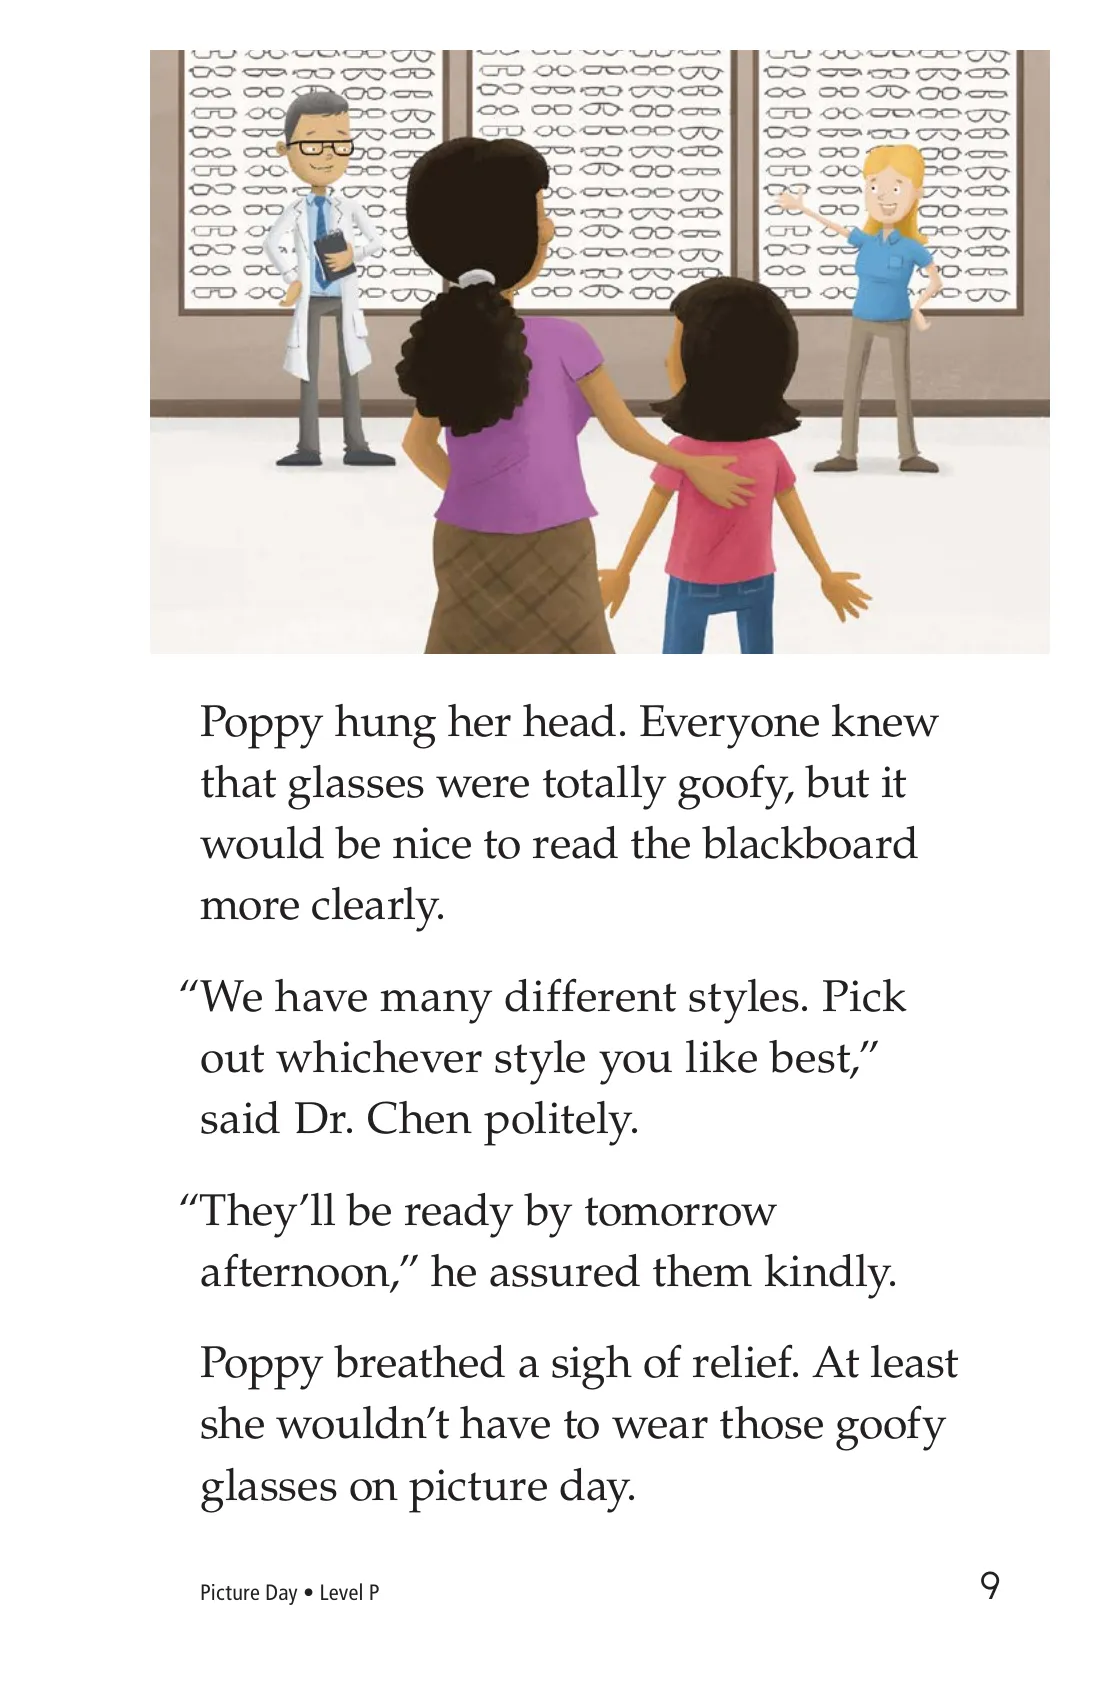 Poppy hung her head. Everyone knew
that glasses were totally goofy, but it
would be nice to read the blackboard
more clearly.
“We have many different styles. Pick
out whichever style you like best,”
said Dr. Chen politely.
“They’ll be ready by tomorrow
afternoon,” he assured them kindly.
Poppy breathed a sigh of relief. At least
she wouldn’t have to wear those goofy
glasses on picture day.
Picture Day • Level P
9